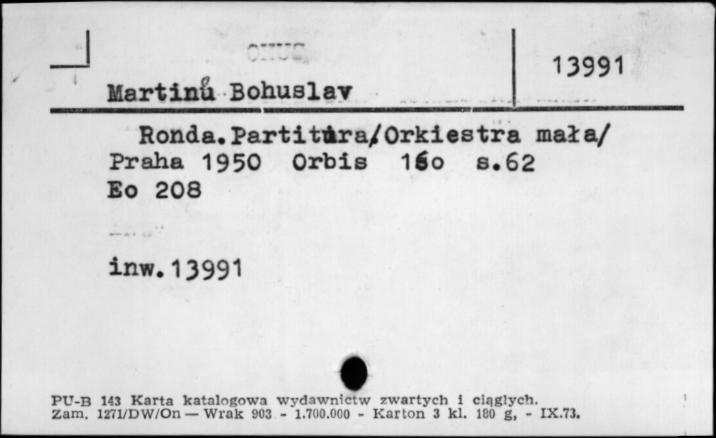 13991
Martinů Bohuslav
Ronda.Partitura/Orkiestra mała/
Praha 1950 Orbis 16o s.62
Eo 208
inw.13991
PU-B 143 Karta katalogowa wydawnictw zwartych i ciągłych.
Zam. 1271/DW/On — Wrak 903 - 1.700.000 - Karton 3 kl. 180 g, - IX.73.